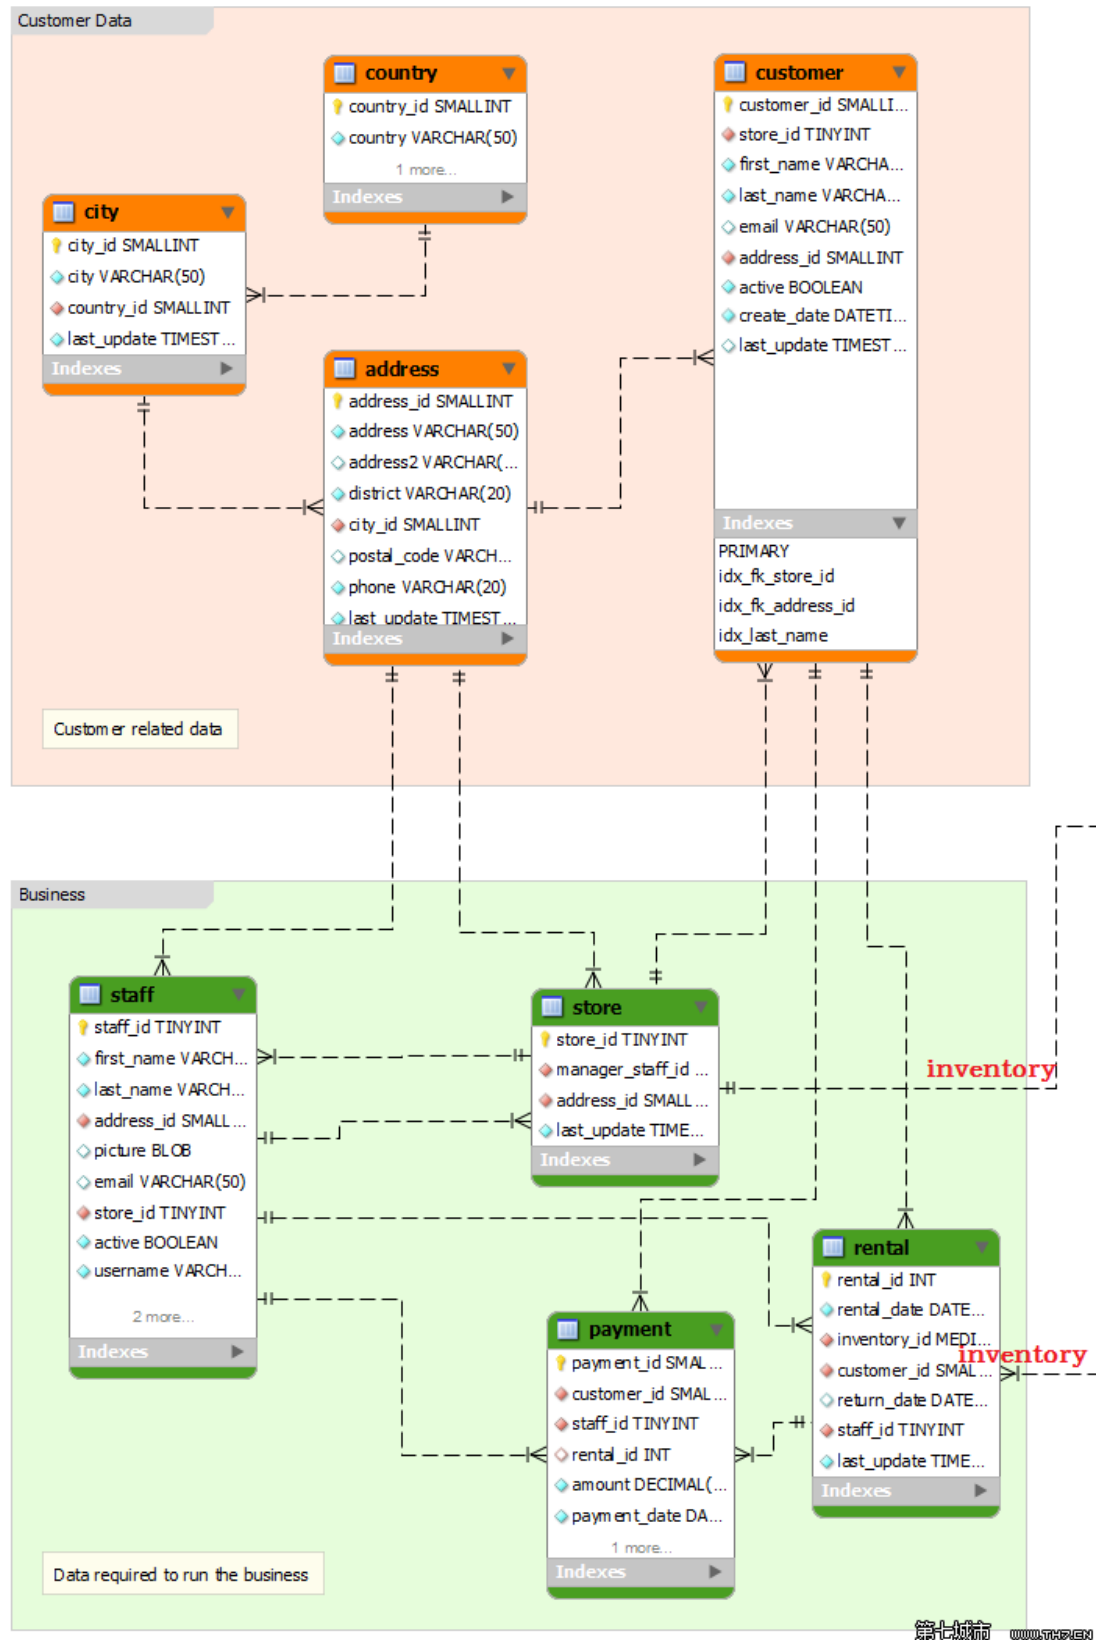 Customer Data
country
country_id SMALLINT
country VARCHAR(50)
1 more...
Indexes
customer
customer_id SMALLI...
store_id TINYINT
first_name VARCHA...
last_name VARCHA...
email VARCHAR(50)
address_id SMALLINT
active BOOLEAN
create_date DATETI...
last_update TIMEST...
Indexes
PRIMARY
idx_fk_store_id
idx_fk_address_id
idx_last_name
city
city_id SMALLINT
city VARCHAR(50)
country_id SMALLINT
last_update TIMEST...
Indexes
address
address_id SMALLINT
address VARCHAR(50)
address2 VARCHAR(...
district VARCHAR(20)
city_id SMALLINT
postal_code VARCH...
phone VARCHAR(20)
last_update TIMEST...
Indexes
Customer related data
Business
staff
staff_id TINYINT
first_name VARCH...
last_name VARCH...
address_id SMALL...
picture BLOB
email VARCHAR(50)
store_id TINYINT
active BOOLEAN
username VARCH...
2 more...
Indexes
store
store_id TINYINT
manager_staff_id ...
address_id SMALL...
last_update TIME...
Indexes
inventory
payment
payment_id SMAL...
customer_id SMAL...
staff_id TINYINT
rental_id INT
amount DECIMAL(...
payment_date DA...
1 more...
Indexes
rental
rental_id INT
rental_date DATE...
inventory_id MEDI...
customer_id SMAL...
return_date DATE...
staff_id TINYINT
last_update TIME...
Indexes
inventory
Data required to run the business
第七城市 WWW.TH7.CN